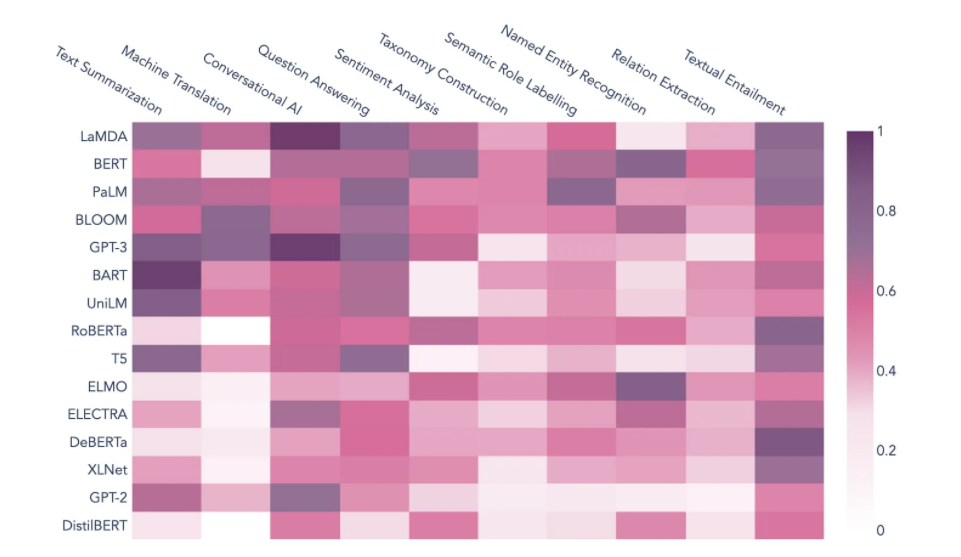 Text Summarization
Machine Translation
Conversational AI
Question Answering
Sentiment Analysis
Taxonomy Construction
Semantic Role Labelling
Named Entity Recognition
Relation Extraction
Textual Entailment
LaMDA
BERT
PaLM
BLOOM
GPT-3
BART
UniLM
RoBERTa
T5
ELMO
ELECTRA
DeBERTa
XLNet
GPT-2
DistilBERT
1
0.8
0.6
0.4
0.2
0